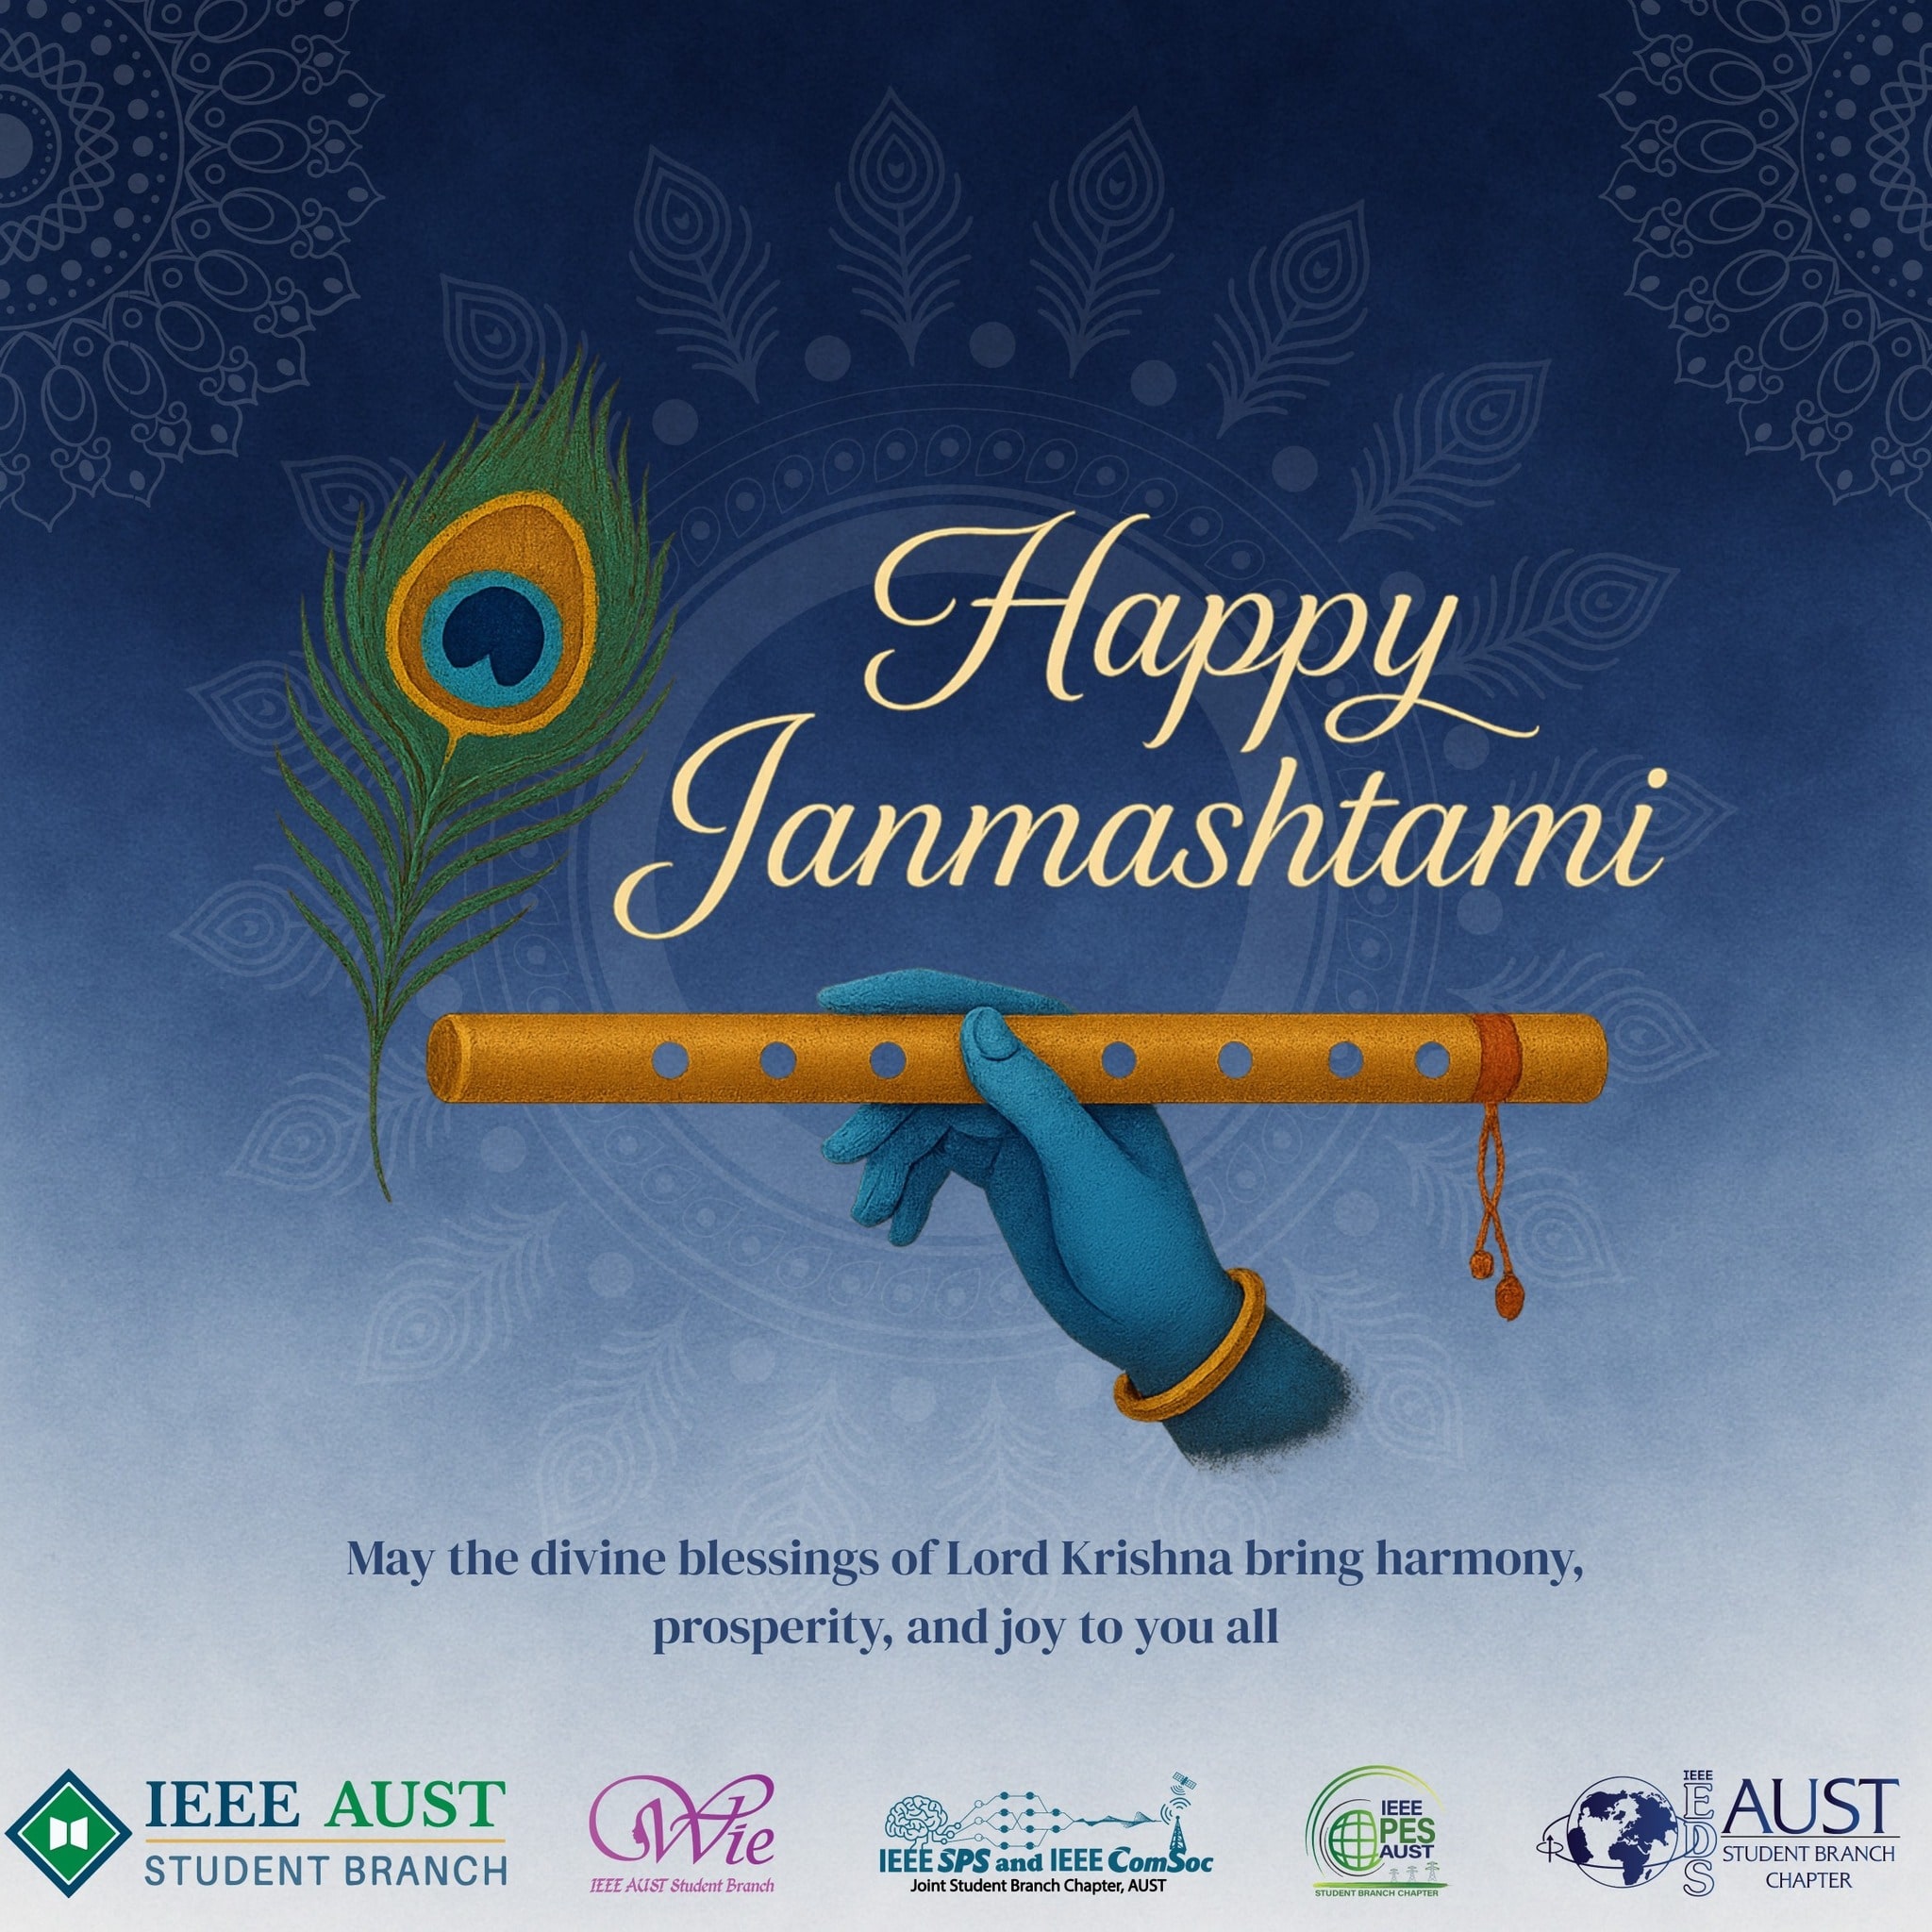 Happy
Janmashtami
May the divine blessings of Lord Krishna bring harmony,
prosperity, and joy to you all
IEEE AUST
STUDENT BRANCH
Wie
IEEE AUST Student Branch
IEEE SPS and IEEE ComSoc
Joint Student Branch Chapter, AUST
IEEE
PES
AUST
STUDENT BRANCH CHAPTER
IEEE
EDS
AUST
STUDENT BRANCH
CHAPTER